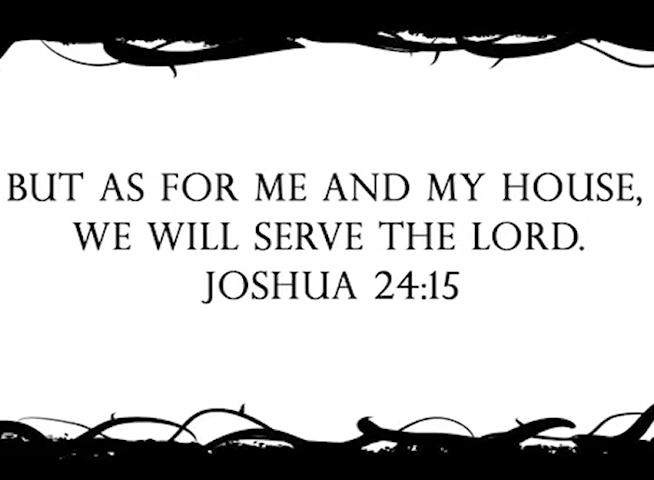 BUT AS FOR ME AND MY HOUSE,
WE WILL SERVE THE LORD.
JOSHUA 24:15